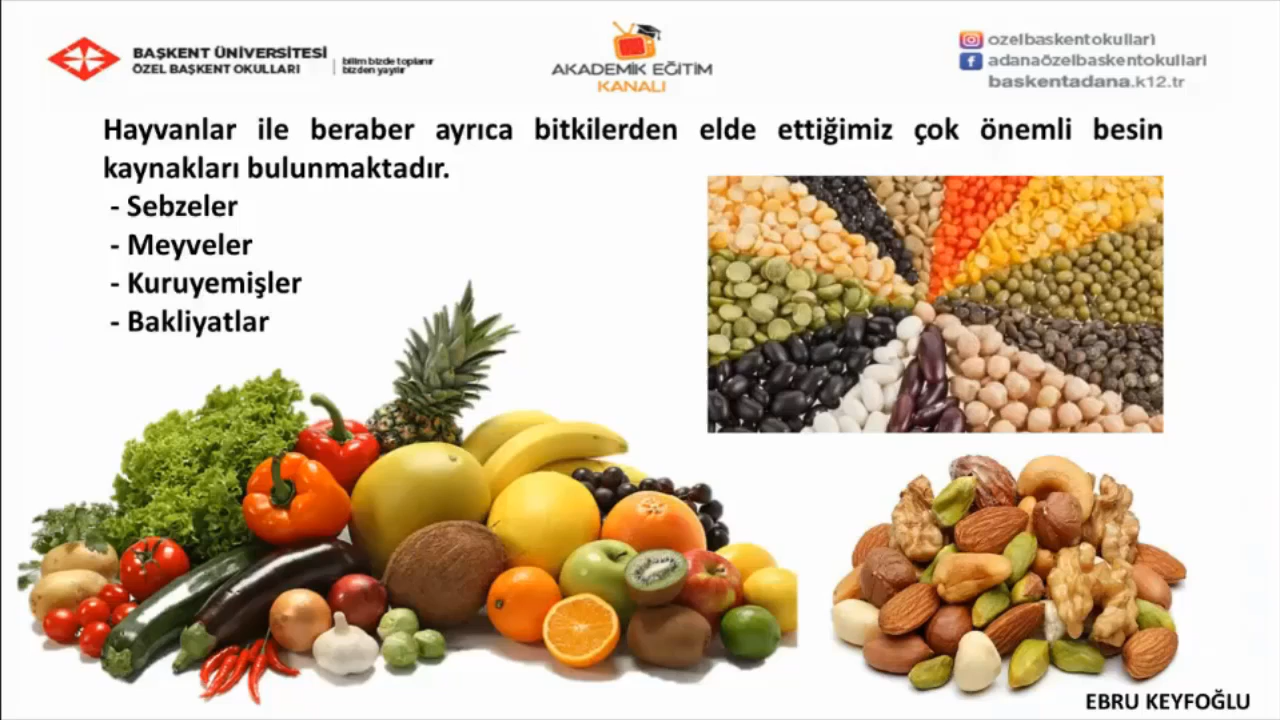 BAŞKENT ÜNİVERSİTESİ
ÖZEL BAŞKENT OKULLARI
bilim bizde toplanır
bizden yayılır
AKADEMİK EĞİTİM
KANALI
ozelbaskentokullari
adanaözelbaskentokullari
baskentadana.k12.tr
Hayvanlar ile beraber ayrıca bitkilerden elde ettiğimiz çok önemli besin
kaynakları bulunmaktadır.
- Sebzeler
- Meyveler
- Kuruyemişler
- Bakliyatlar
EBRU KEYFOĞLU